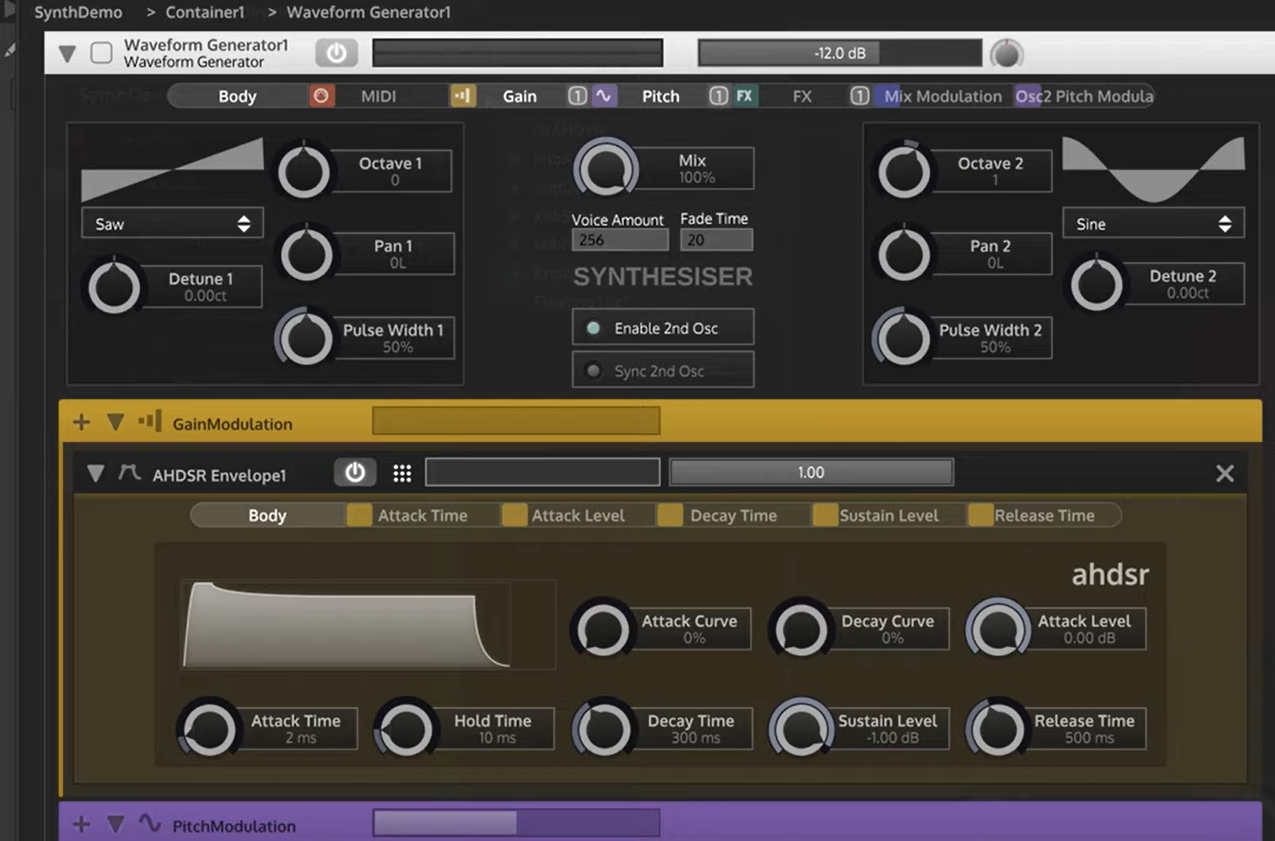 SynthDemo > Container1 > Waveform Generator1
Waveform Generator1
Waveform Generator
-12.0 dB
Body MIDI Gain 1 Pitch 1 FX FX 1 Mix Modulation Osc2 Pitch Modula
Octave 1
0
Saw
Pan 1
0L
Detune 1
0.00ct
Pulse Width 1
50%
Mix
100%
Voice Amount Fade Time
256 20
SYNTHESISER
Enable 2nd Osc
Sync 2nd Osc
Octave 2
1
Sine
Pan 2
0L
Detune 2
0.00ct
Pulse Width 2
50%
GainModulation
AHDSR Envelope1 1.00
Body Attack Time Attack Level Decay Time Sustain Level Release Time
ahdsr
Attack Curve
0%
Decay Curve
0%
Attack Level
0.00 dB
Attack Time
2 ms
Hold Time
10 ms
Decay Time
300 ms
Sustain Level
-1.00 dB
Release Time
500 ms
PitchModulation